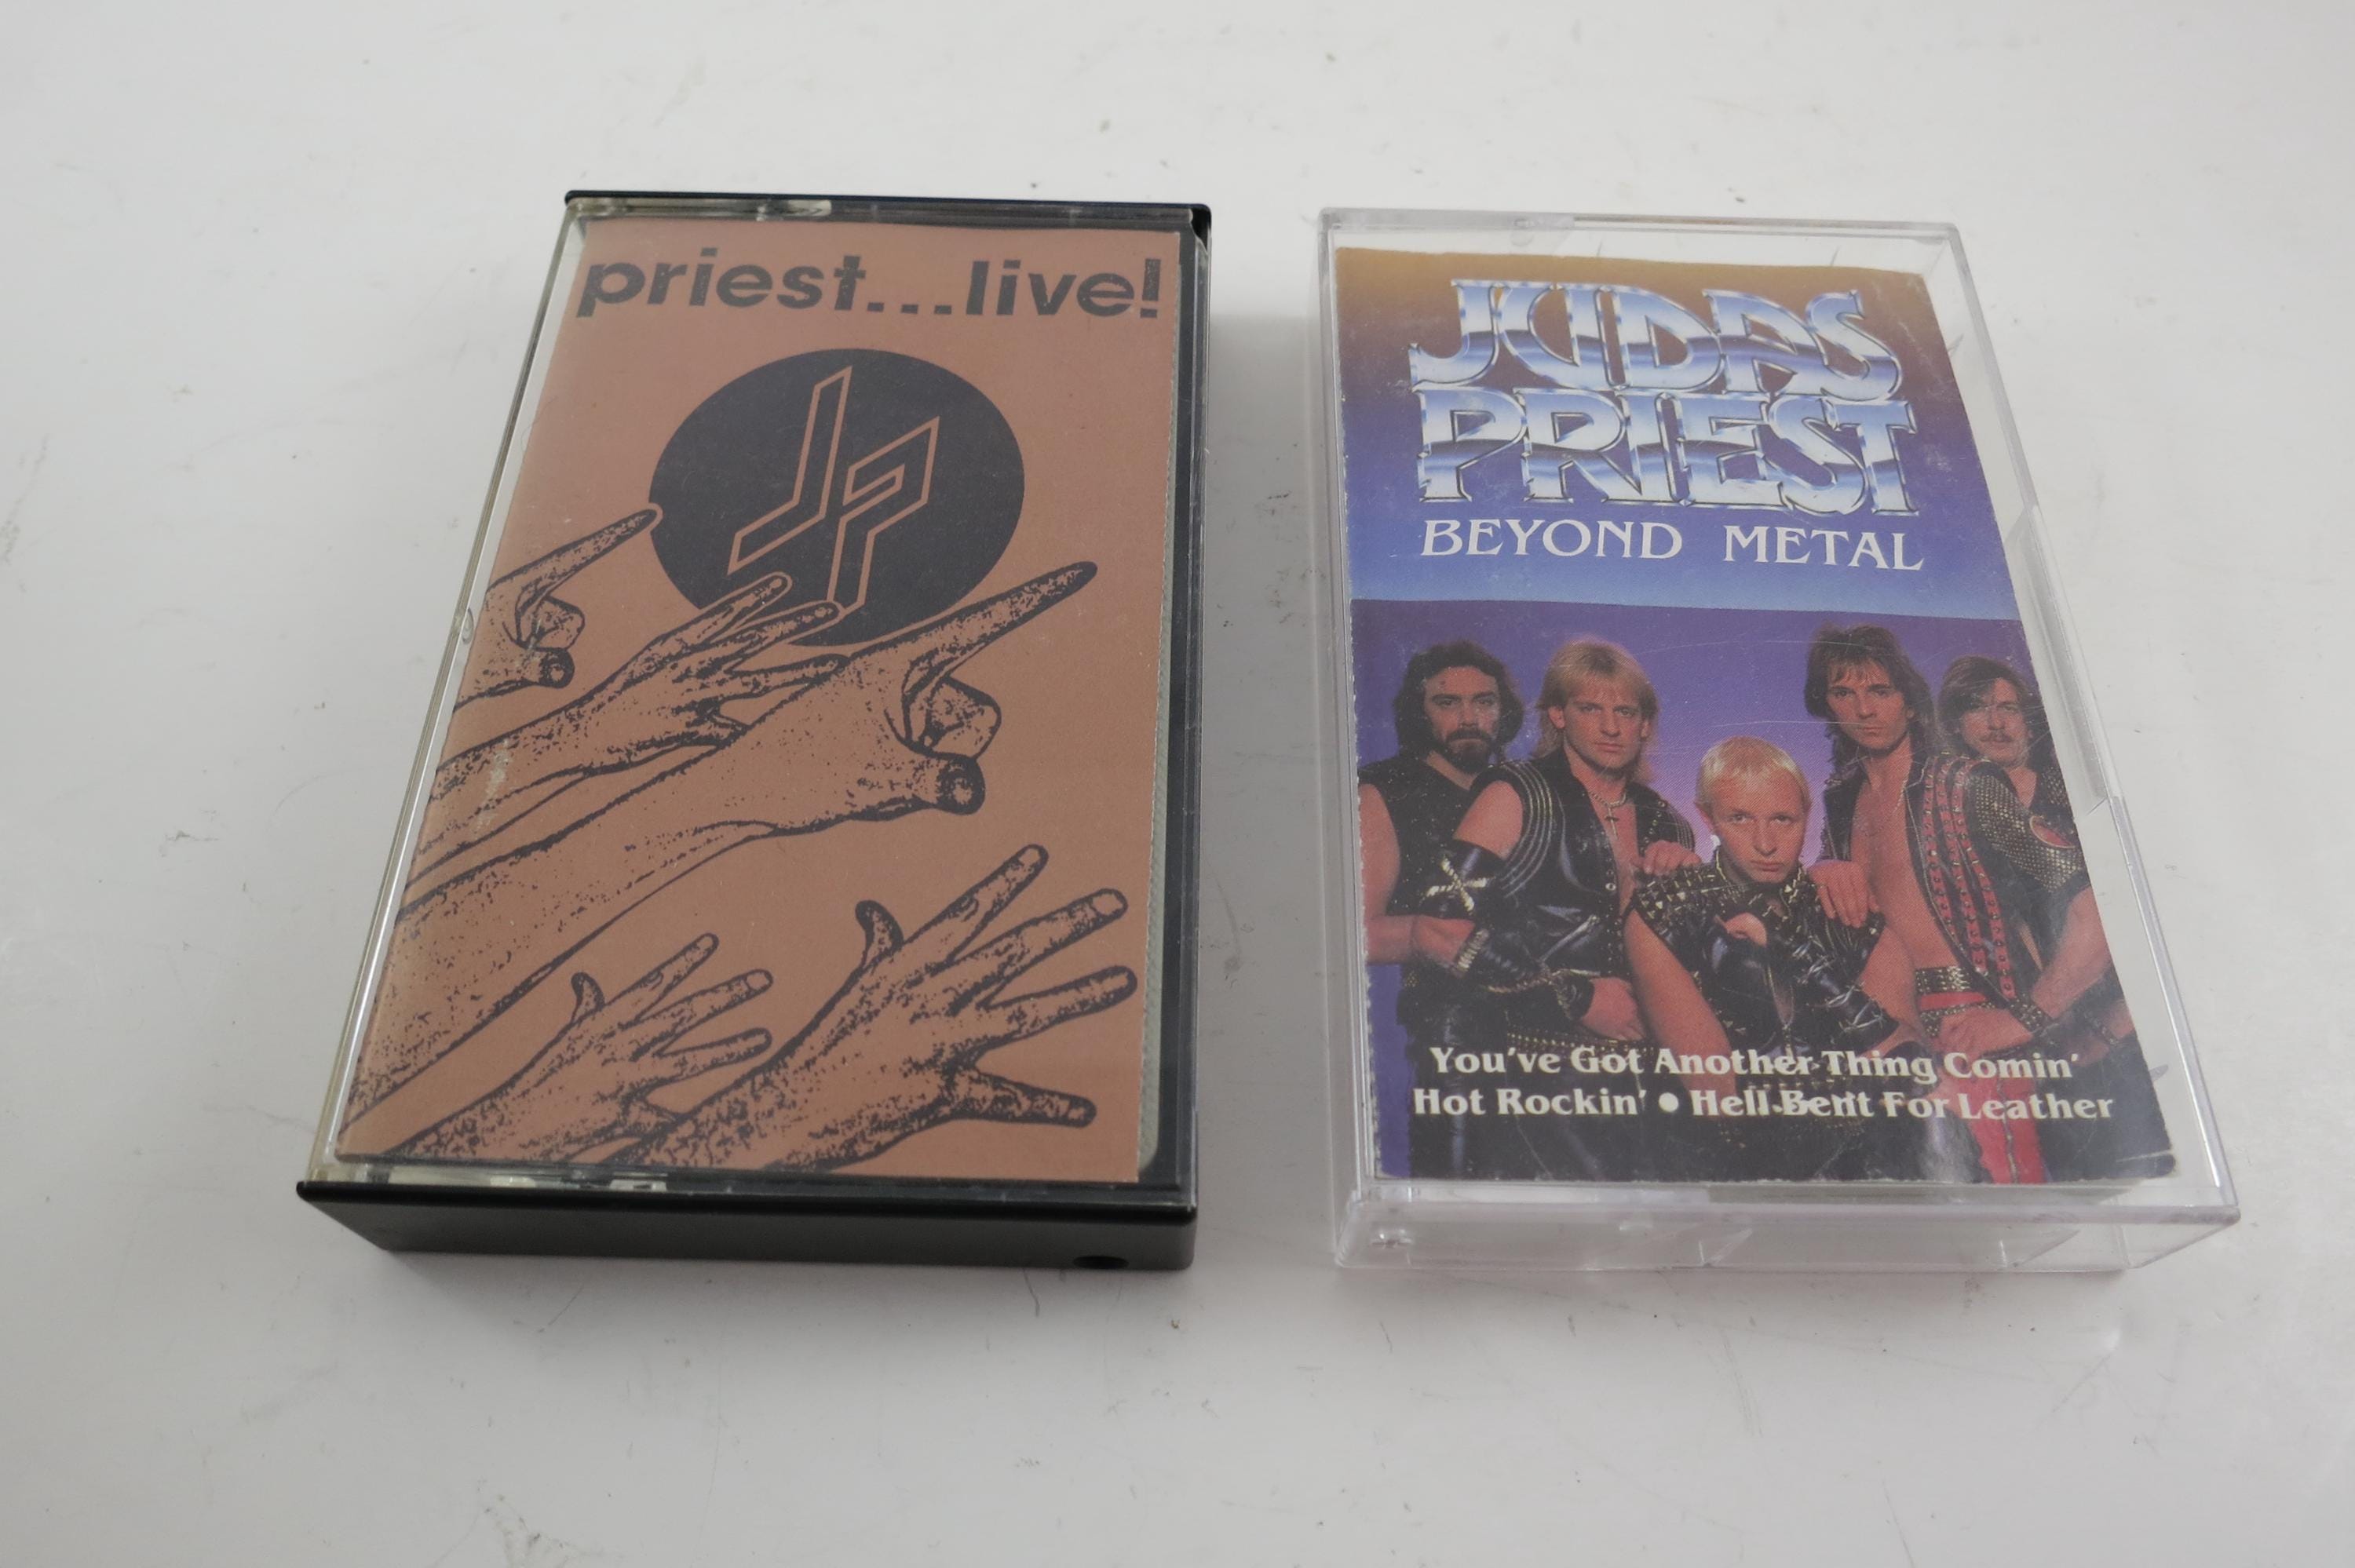 priest...live!
JP
JUDAS
PRIEST
BEYOND METAL
You've Got Another Thing Comin'
Hot Rockin' • Hell Bent For Leather